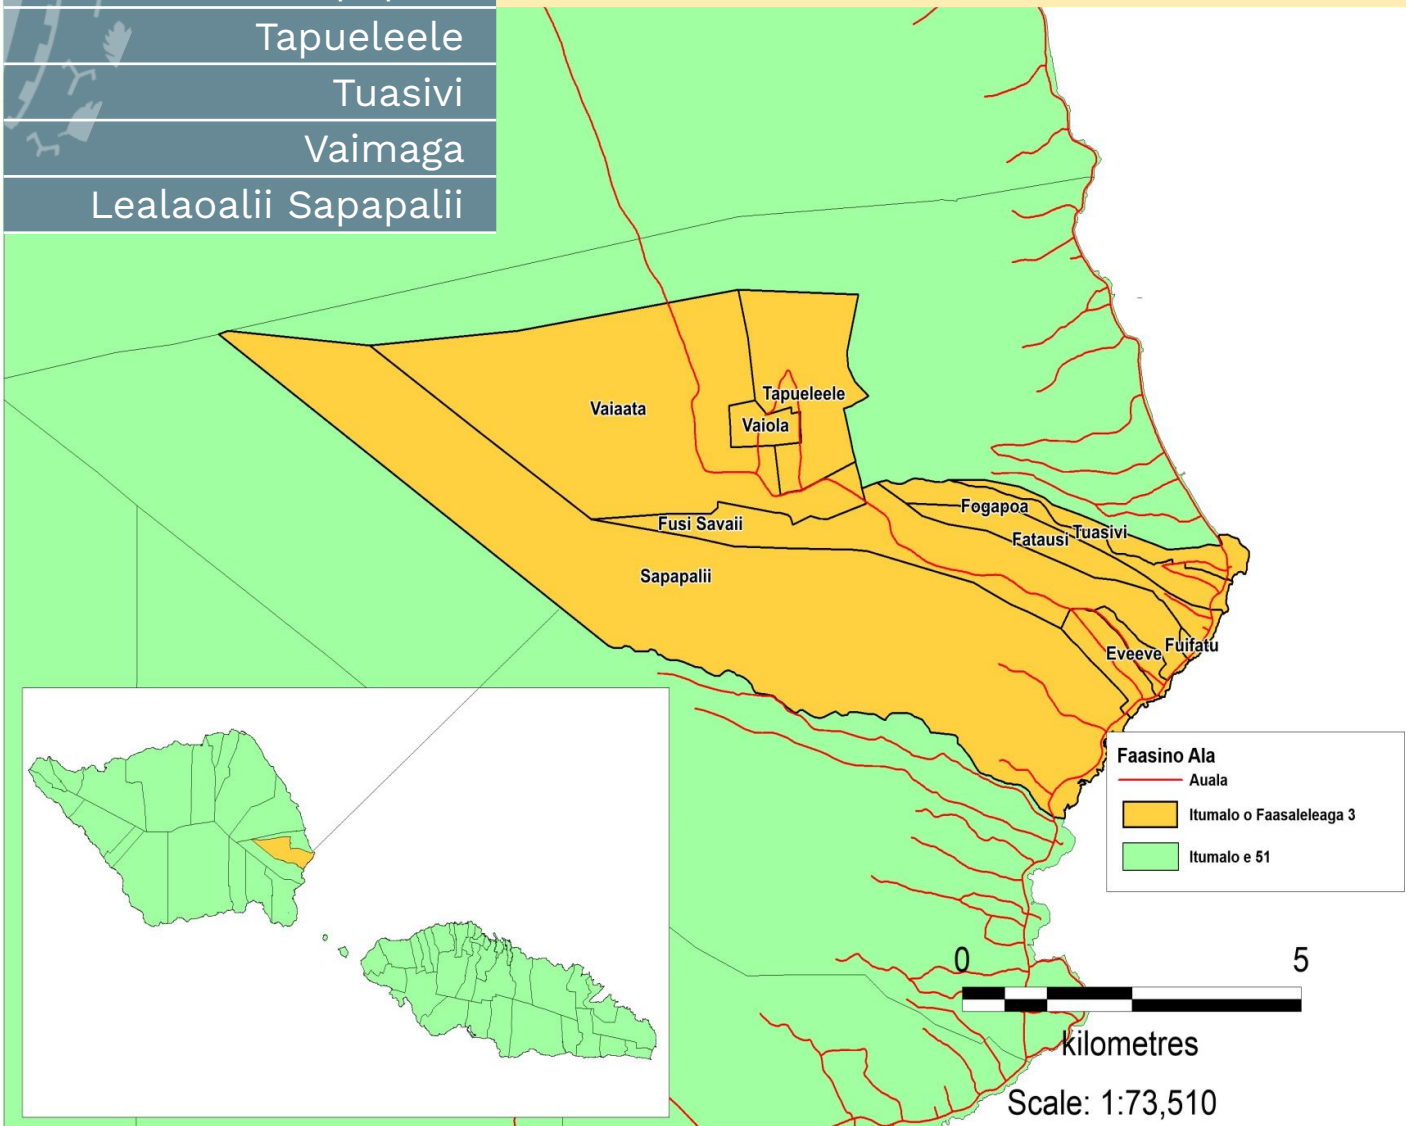 Tapueleele
Tuasivi
Vaimaga
Lealaoalii Sapapalii
Tapueleele
Vaiaata
Vaiola
Fogapoa
Fusi Savaii
Tuasivi
Fatausi
Sapapalii
Fuifatu
Eveeve
Faasino Ala
Auala
Itumalo o Faasaleleaga 3
Itumalo e 51
0 5
kilometres
Scale: 1:73,510